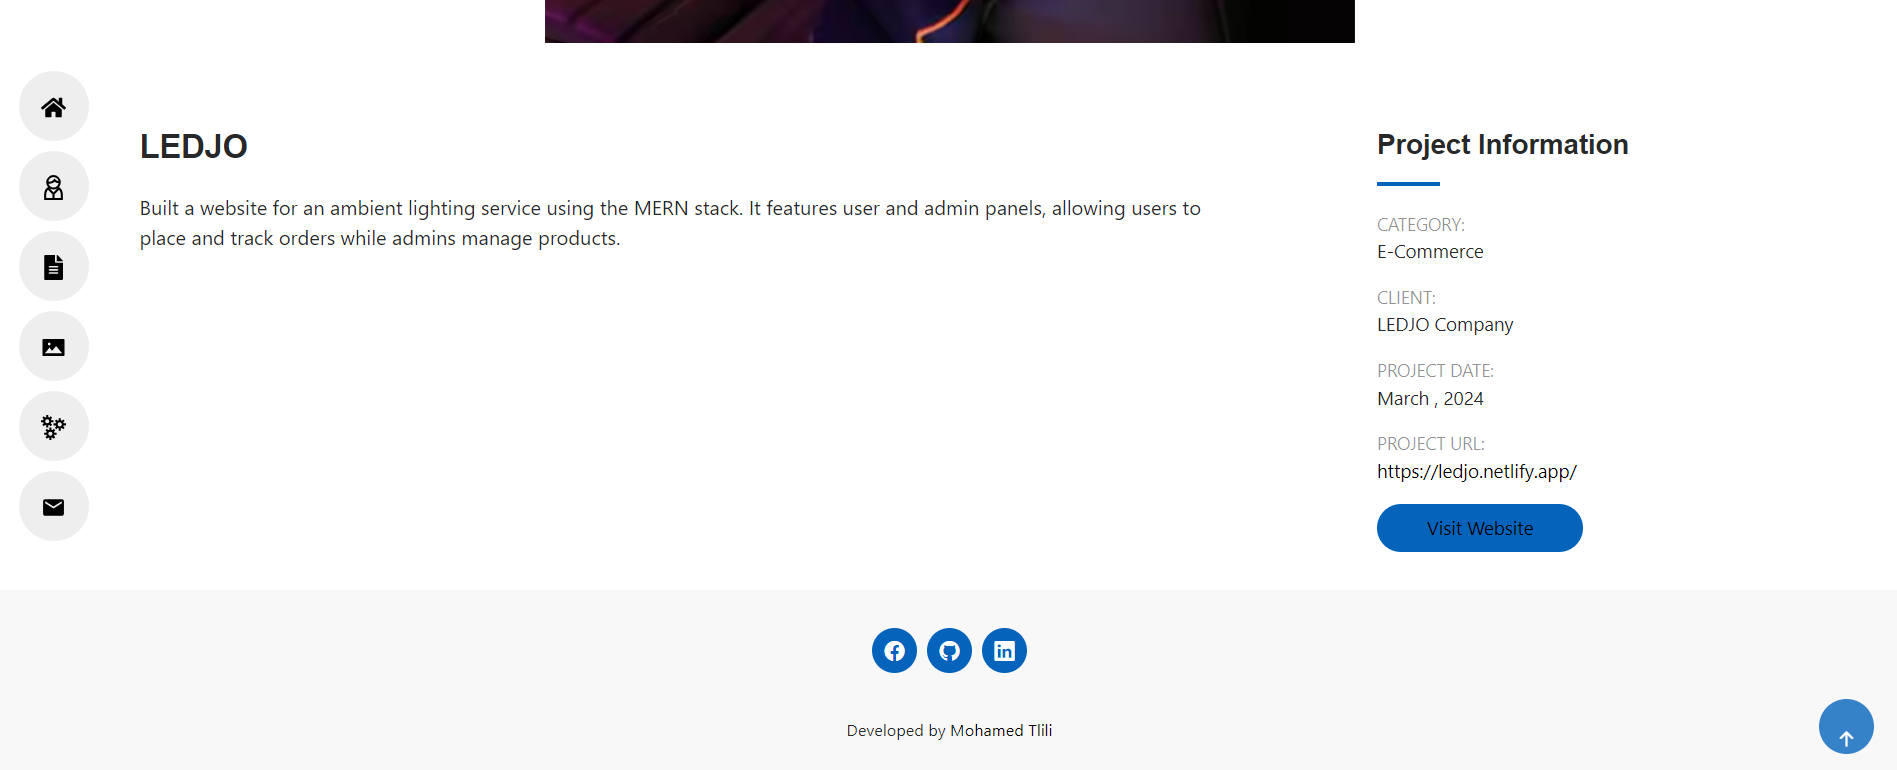 LEDJO
Built a website for an ambient lighting service using the MERN stack. It features user and admin panels, allowing users to
place and track orders while admins manage products.
Project Information
CATEGORY:
E-Commerce
CLIENT:
LEDJO Company
PROJECT DATE:
March , 2024
PROJECT URL:
https://ledjo.netlify.app/
Visit Website
Developed by Mohamed Tlili